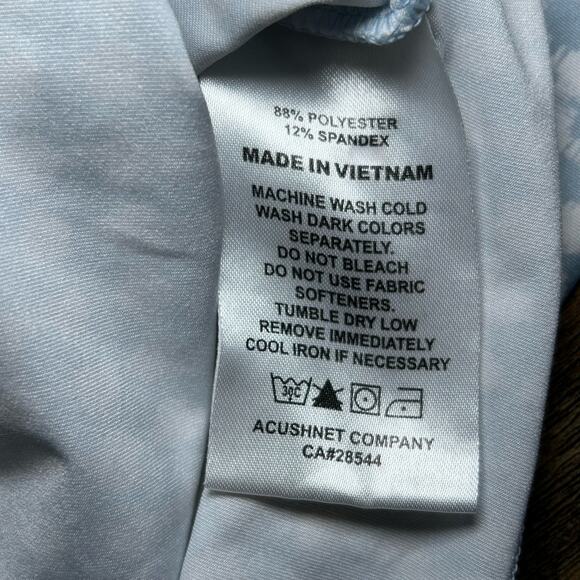 88% POLYESTER
12% SPANDEX
MADE IN VIETNAM
MACHINE WASH COLD
WASH DARK COLORS
SEPARATELY.
DO NOT BLEACH
DO NOT USE FABRIC
SOFTENERS.
TUMBLE DRY LOW
REMOVE IMMEDIATELY
COOL IRON IF NECESSARY
30C
ACUSHNET COMPANY
CA#28544